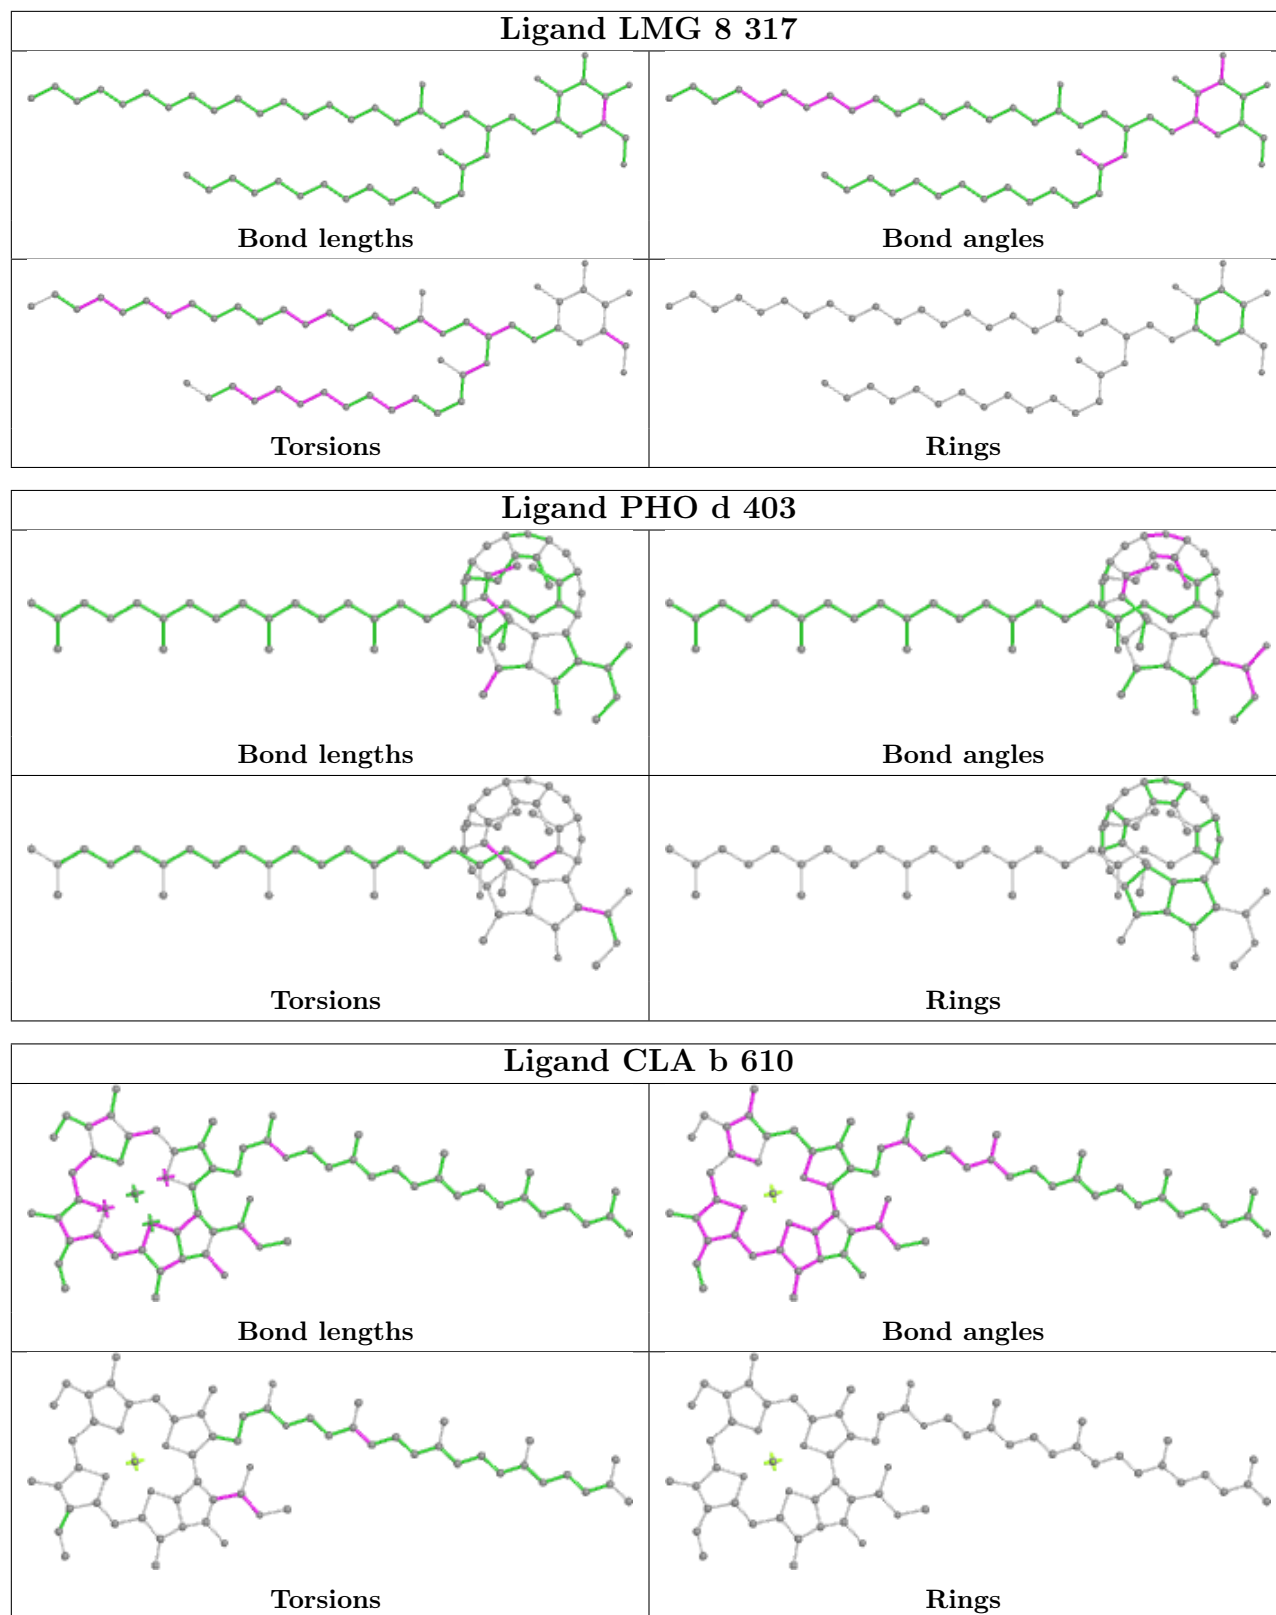 Ligand LMG 8 317
Bond lengths
Bond angles
Torsions
Rings
Ligand PHO d 403
Bond lengths
Bond angles
Torsions
Rings
Ligand CLA b 610
Bond lengths
Bond angles
Torsions
Rings